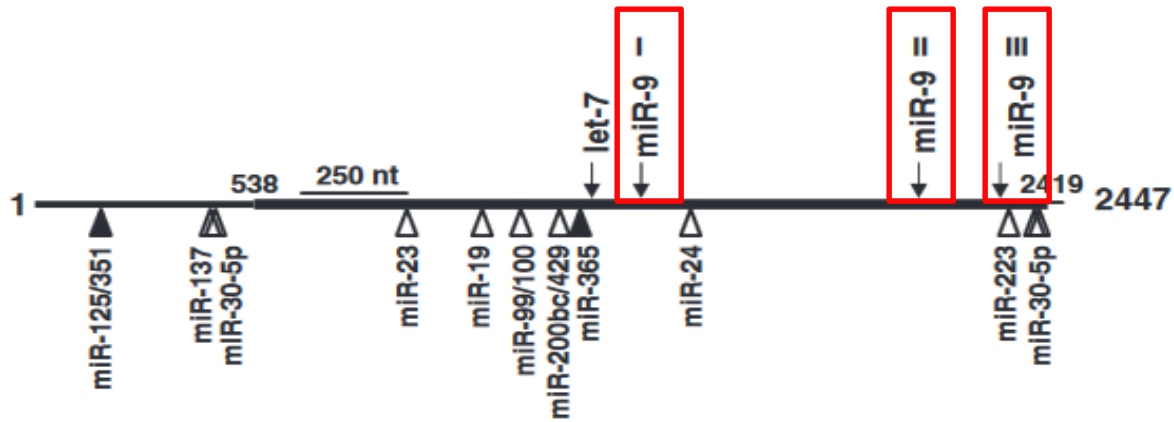 let-7
miR-9 I
miR-9 II
miR-9 III
538
250 nt
2419
1
2447
miR-125/351
miR-137
miR-30-5p
miR-23
miR-19
miR-99/100
miR-200bc/429
miR-365
miR-24
miR-223
miR-30-5p